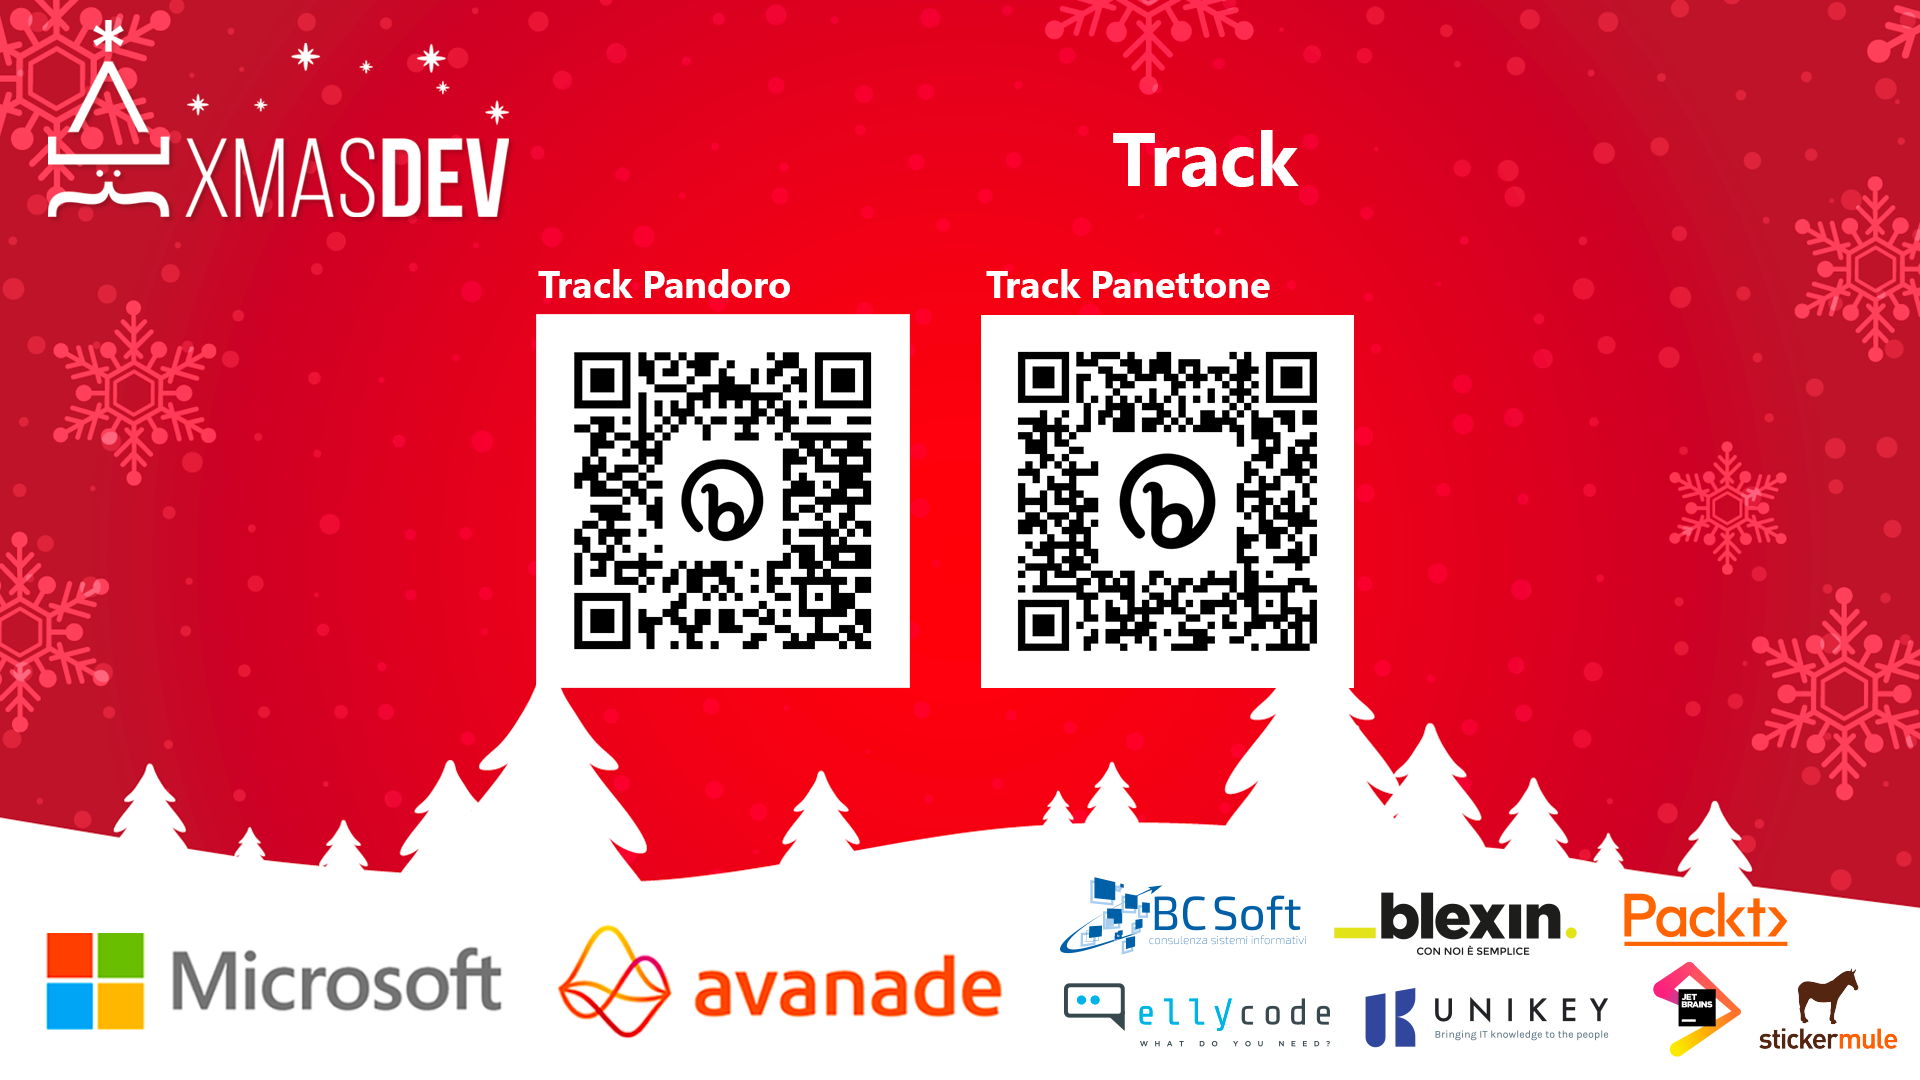 XMASDEV
Track
Track Pandoro
Track Panettone
Microsoft
avanade
BC Soft
consulenza sistemi informativi
blexin.
CON NOI È SEMPLICE
Packt>
ellycode
WHAT DO YOU NEED?
UNIKEY
Bringing IT knowledge to the people
JET
BRAINS
stickermule